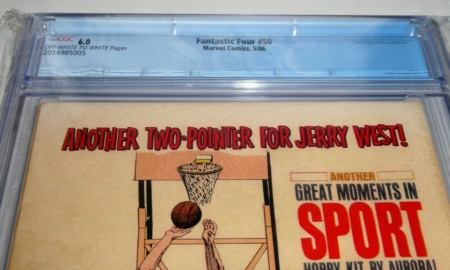 CGC 6.0
Fantastic Four #50
OFF-WHITE TO WHITE Pages
Marvel Comics, 5/66
2014985005
ANOTHER TWO-POINTER FOR JERRY WEST!
ANOTHER
GREAT MOMENTS IN
SPORT
HOBBY KIT BY AURORA!